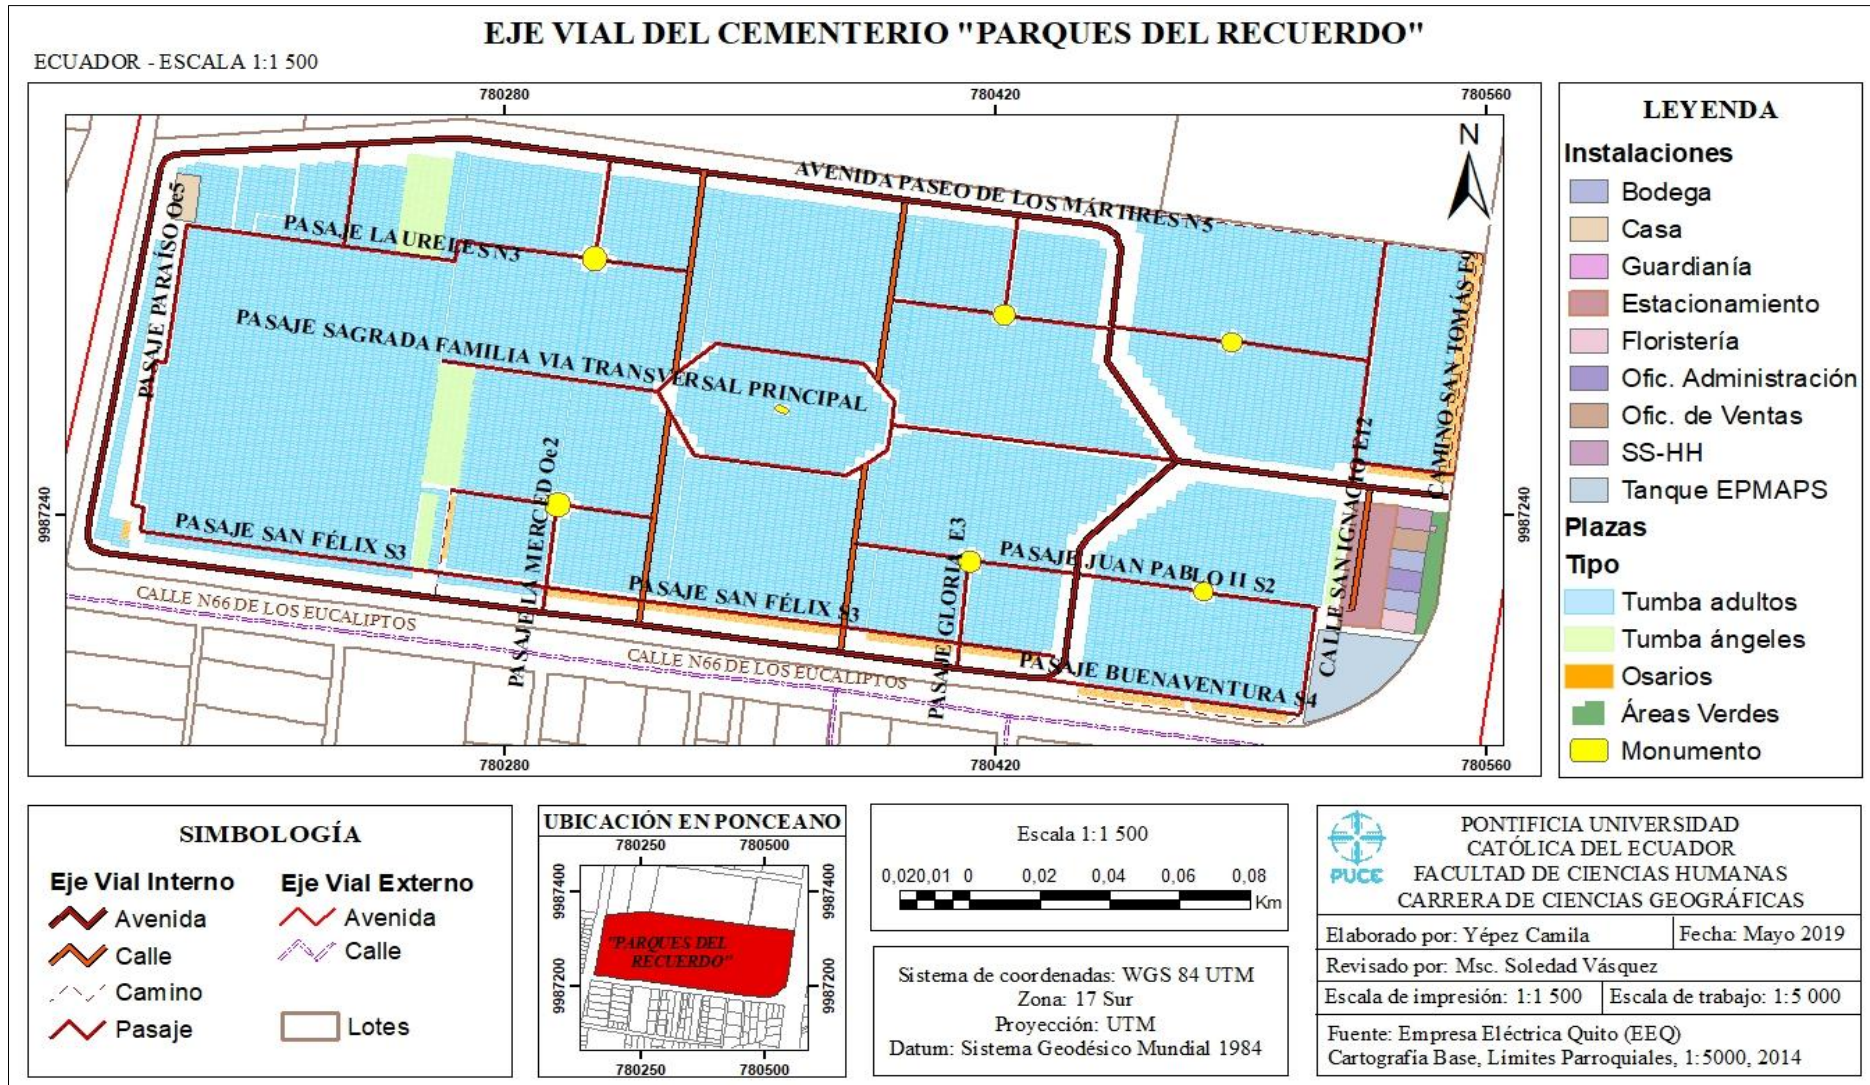 EJE VIAL DEL CEMENTERIO "PARQUES DEL RECUERDO"
ECUADOR - ESCALA 1:1 500
780280
780420
780560
N
AVENIDA PASEO DE LOS MÁRTIRES N5
PASAJE PARAÍSO Oe5
PASAJE LAURELES N3
PASAJE SAGRADA FAMILIA VIA TRANSVERSAL PRINCIPAL
CAMINO SAN TOMÁS E9
CALLE SAN IGNACIO E12
9987240
9987240
PASAJE SAN FÉLIX S3
PASAJE LA MERCED Oe2
PASAJE SAN FÉLIX S3
PASAJE GLORIA E3
PASAJE JUAN PABLO II S2
PASAJE BUENAVENTURA S4
CALLE N66 DE LOS EUCALIPTOS
CALLE N66 DE LOS EUCALIPTOS
780280
780420
780560
LEYENDA
Instalaciones
Bodega
Casa
Guardianía
Estacionamiento
Floristería
Ofic. Administración
Ofic. de Ventas
SS-HH
Tanque EPMAPS
Plazas
Tipo
Tumba adultos
Tumba ángeles
Osarios
Áreas Verdes
Monumento
SIMBOLOGÍA
Eje Vial Interno
Avenida
Calle
Camino
Pasaje
Eje Vial Externo
Avenida
Calle
Lotes
UBICACIÓN EN PONCEANO
780250 780500
9987400
9987400
"PARQUES DEL
RECUERDO"
9987200
9987200
780250 780500
Escala 1:1 500
0,020,01 0 0,02 0,04 0,06 0,08
Km
Sistema de coordenadas: WGS 84 UTM
Zona: 17 Sur
Proyección: UTM
Datum: Sistema Geodésico Mundial 1984
PUCE
PONTIFICIA UNIVERSIDAD
CATÓLICA DEL ECUADOR
FACULTAD DE CIENCIAS HUMANAS
CARRERA DE CIENCIAS GEOGRÁFICAS
Elaborado por: Yépez Camila
Fecha: Mayo 2019
Revisado por: Msc. Soledad Vásquez
Escala de impresión: 1:1 500
Escala de trabajo: 1:5 000
Fuente: Empresa Eléctrica Quito (EEQ)
Cartografía Base, Límites Parroquiales, 1:5000, 2014